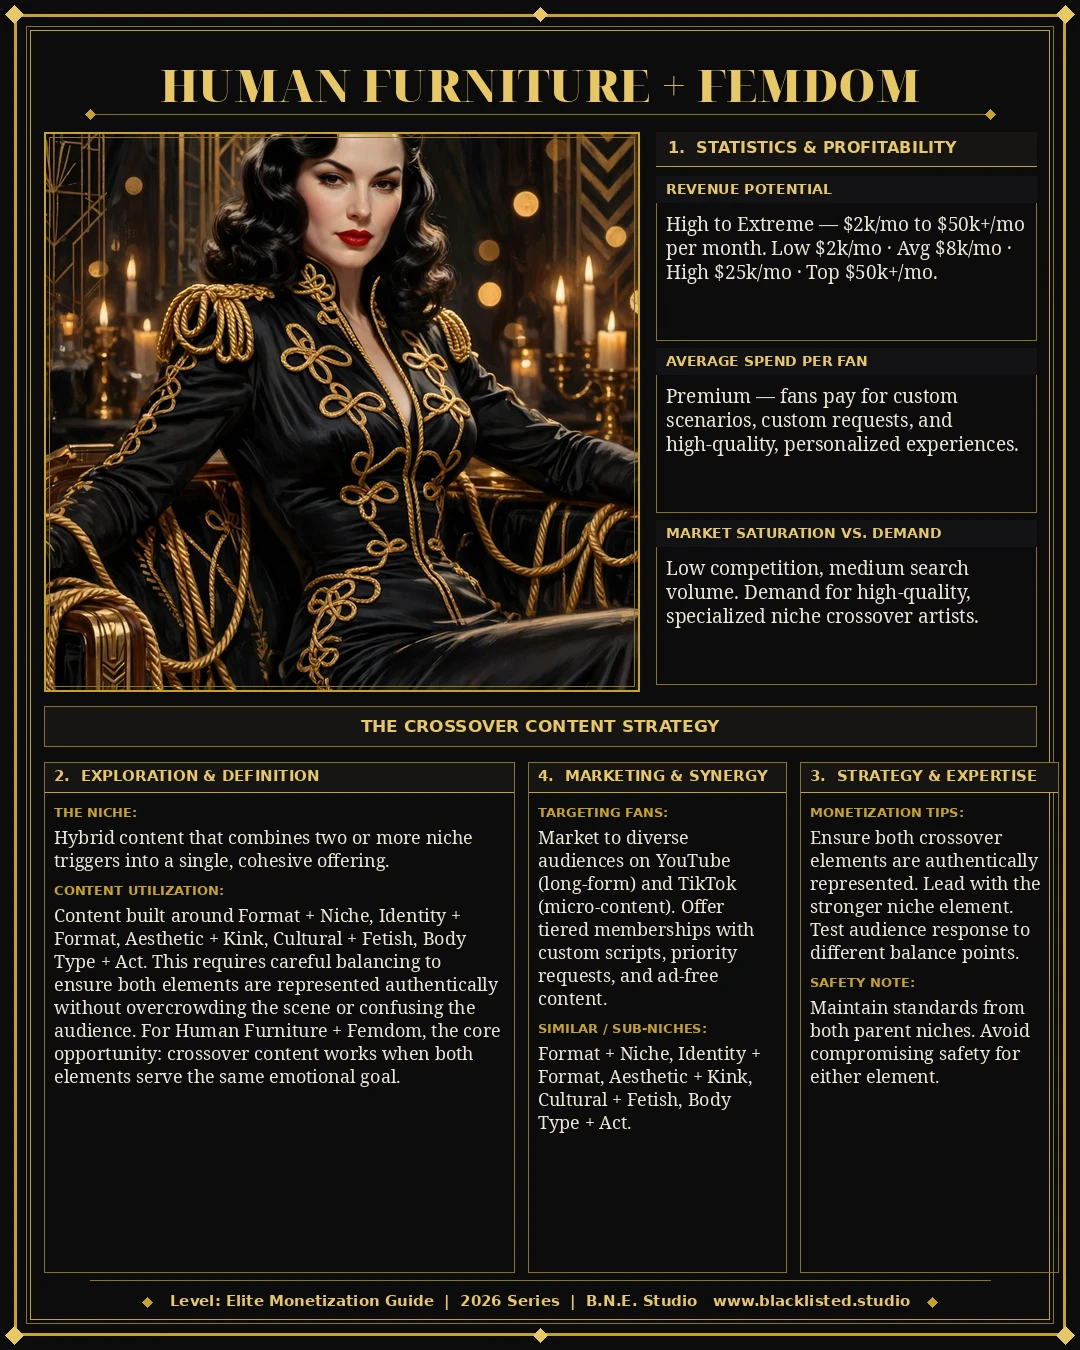 HUMAN FURNITURE + FEMDOM
1. STATISTICS & PROFITABILITY
REVENUE POTENTIAL
High to Extreme — $2k/mo to $50k+/mo
per month. Low $2k/mo · Avg $8k/mo ·
High $25k/mo · Top $50k+/mo.
AVERAGE SPEND PER FAN
Premium — fans pay for custom
scenarios, custom requests, and
high-quality, personalized experiences.
MARKET SATURATION VS. DEMAND
Low competition, medium search
volume. Demand for high-quality,
specialized niche crossover artists.
THE CROSSOVER CONTENT STRATEGY
2. EXPLORATION & DEFINITION
THE NICHE:
Hybrid content that combines two or more niche
triggers into a single, cohesive offering.
CONTENT UTILIZATION:
Content built around Format + Niche, Identity +
Format, Aesthetic + Kink, Cultural + Fetish, Body
Type + Act. This requires careful balancing to
ensure both elements are represented authentically
without overcrowding the scene or confusing the
audience. For Human Furniture + Femdom, the core
opportunity: crossover content works when both
elements serve the same emotional goal.
4. MARKETING & SYNERGY
TARGETING FANS:
Market to diverse
audiences on YouTube
(long-form) and TikTok
(micro-content). Offer
tiered memberships with
custom scripts, priority
requests, and ad-free
content.
SIMILAR / SUB-NICHES:
Format + Niche, Identity +
Format, Aesthetic + Kink,
Cultural + Fetish, Body
Type + Act.
3. STRATEGY & EXPERTISE
MONETIZATION TIPS:
Ensure both crossover
elements are authentically
represented. Lead with the
stronger niche element.
Test audience response to
different balance points.
SAFETY NOTE:
Maintain standards from
both parent niches. Avoid
compromising safety for
either element.
Level: Elite Monetization Guide | 2026 Series | B.N.E. Studio www.blacklisted.studio